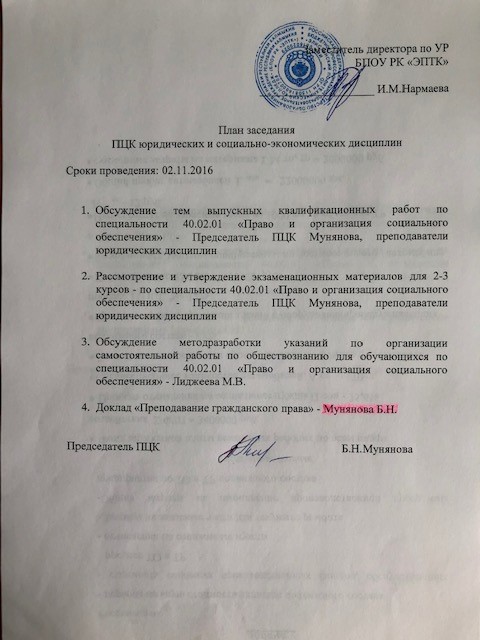 Заместитель директора по УР
БПОУ РК «ЭПТК»
И.М.Нармаева
План заседания
ПЦК юридических и социально-экономических дисциплин
Сроки проведения: 02.11.2016
1. Обсуждение тем выпускных квалификационных работ по
специальности 40.02.01 «Право и организация социального
обеспечения» - Председатель ПЦК Мунянова, преподаватели
юридических дисциплин
2. Рассмотрение и утверждение экзаменационных материалов для 2-3
курсов - по специальности 40.02.01 «Право и организация социального
обеспечения» - Председатель ПЦК Мунянова, преподаватели
юридических дисциплин
3. Обсуждение методразработки указаний по организации
самостоятельной работы по обществознанию для обучающихся по
специальности 40.02.01 «Право и организация социального
обеспечения» - Лиджеева М.В.
4. Доклад «Преподавание гражданского права» - Мунянова Б.Н.
Председатель ПЦК Б.Н.Мунянова